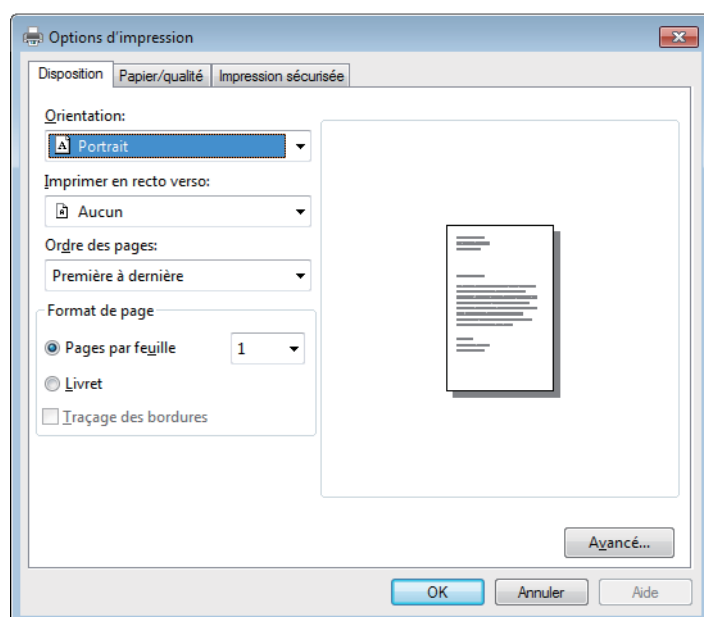 Options d'impression
Disposition Papier/qualité Impression sécurisée
Orientation:
Portrait
Imprimer en recto verso:
Aucun
Ordre des pages:
Première à dernière
Format de page
Pages par feuille 1
Livret
Traçage des bordures
Avancé...
OK Annuler Aide